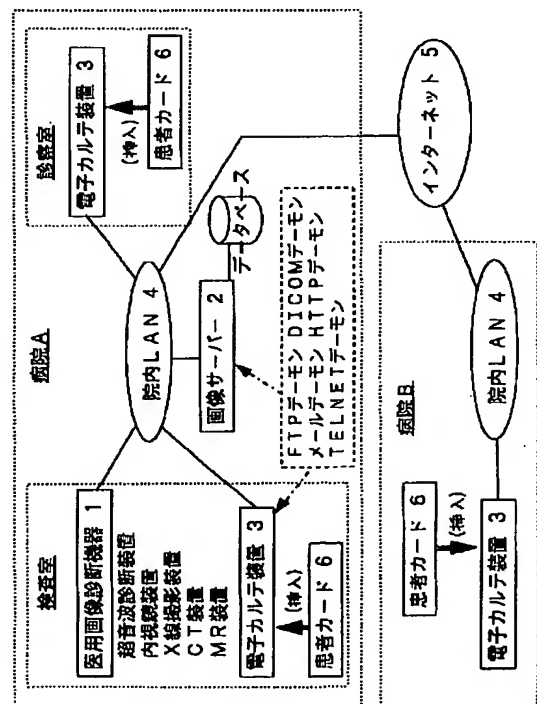 病院A
検査室
医用画像診断機器 1
超音波診断装置
内視鏡装置
X線撮影装置
CT装置
MR装置
電子カルテ装置 3
(挿入)
患者カード 6
院内LAN 4
画像サーバー 2
データベース
FTPデーモン DICOMデーモン
メールデーモン HTTPデーモン
TELNETデーモン
診察室
電子カルテ装置 3
(挿入)
患者カード 6
病院B
患者カード 6
(挿入)
電子カルテ装置 3
院内LAN 4
インターネット 5